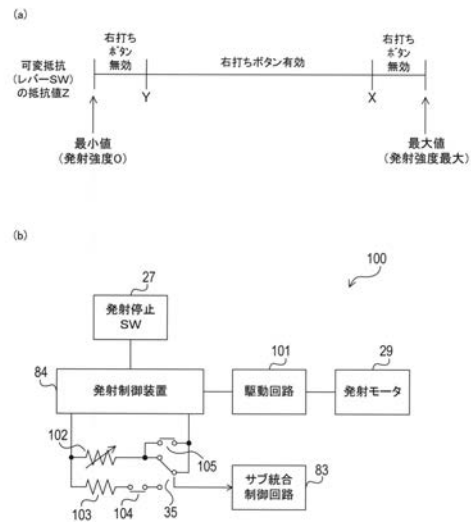 (a)
右打ち
ボタン
無効
右打ちボタン有効
右打ち
ボタン
無効
可変抵抗
(レバーSW)
の抵抗値Z
Y
X
最小値
(発射強度0)
最大値
(発射強度最大)
(b)
100
27
発射停止
SW
84
発射制御装置
101
駆動回路
29
発射モータ
102
105
103
104
35
サブ統合
制御回路
83